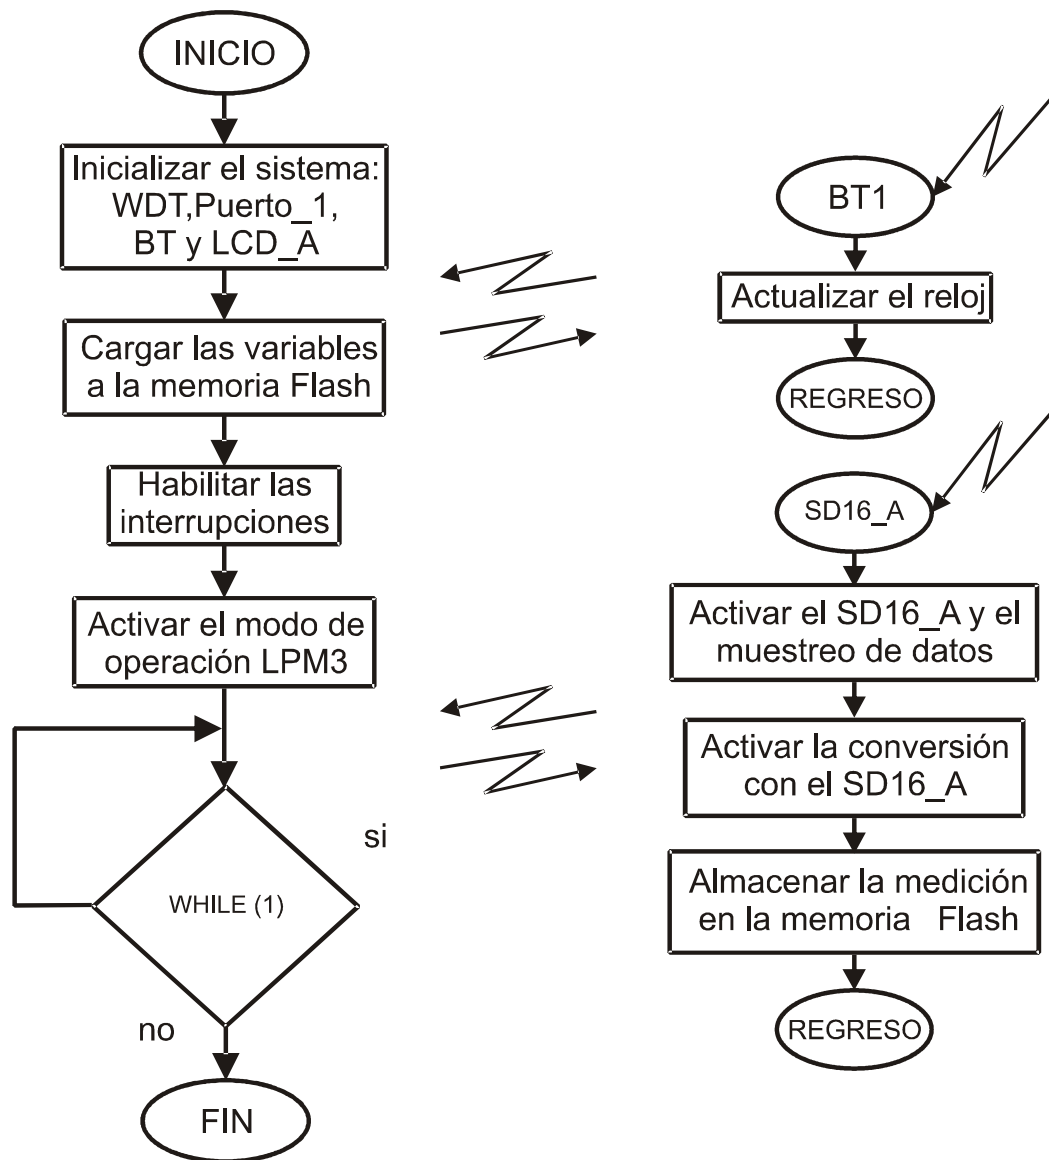 INICIO
Inicializar el sistema:
WDT,Puerto_1,
BT y LCD_A
Cargar las variables
a la memoria Flash
Habilitar las
interrupciones
Activar el modo de
operación LPM3
si
WHILE (1)
no
FIN
BT1
Actualizar el reloj
REGRESO
SD16_A
Activar el SD16_A y el
muestreo de datos
Activar la conversión
con el SD16_A
Almacenar la medición
en la memoria Flash
REGRESO